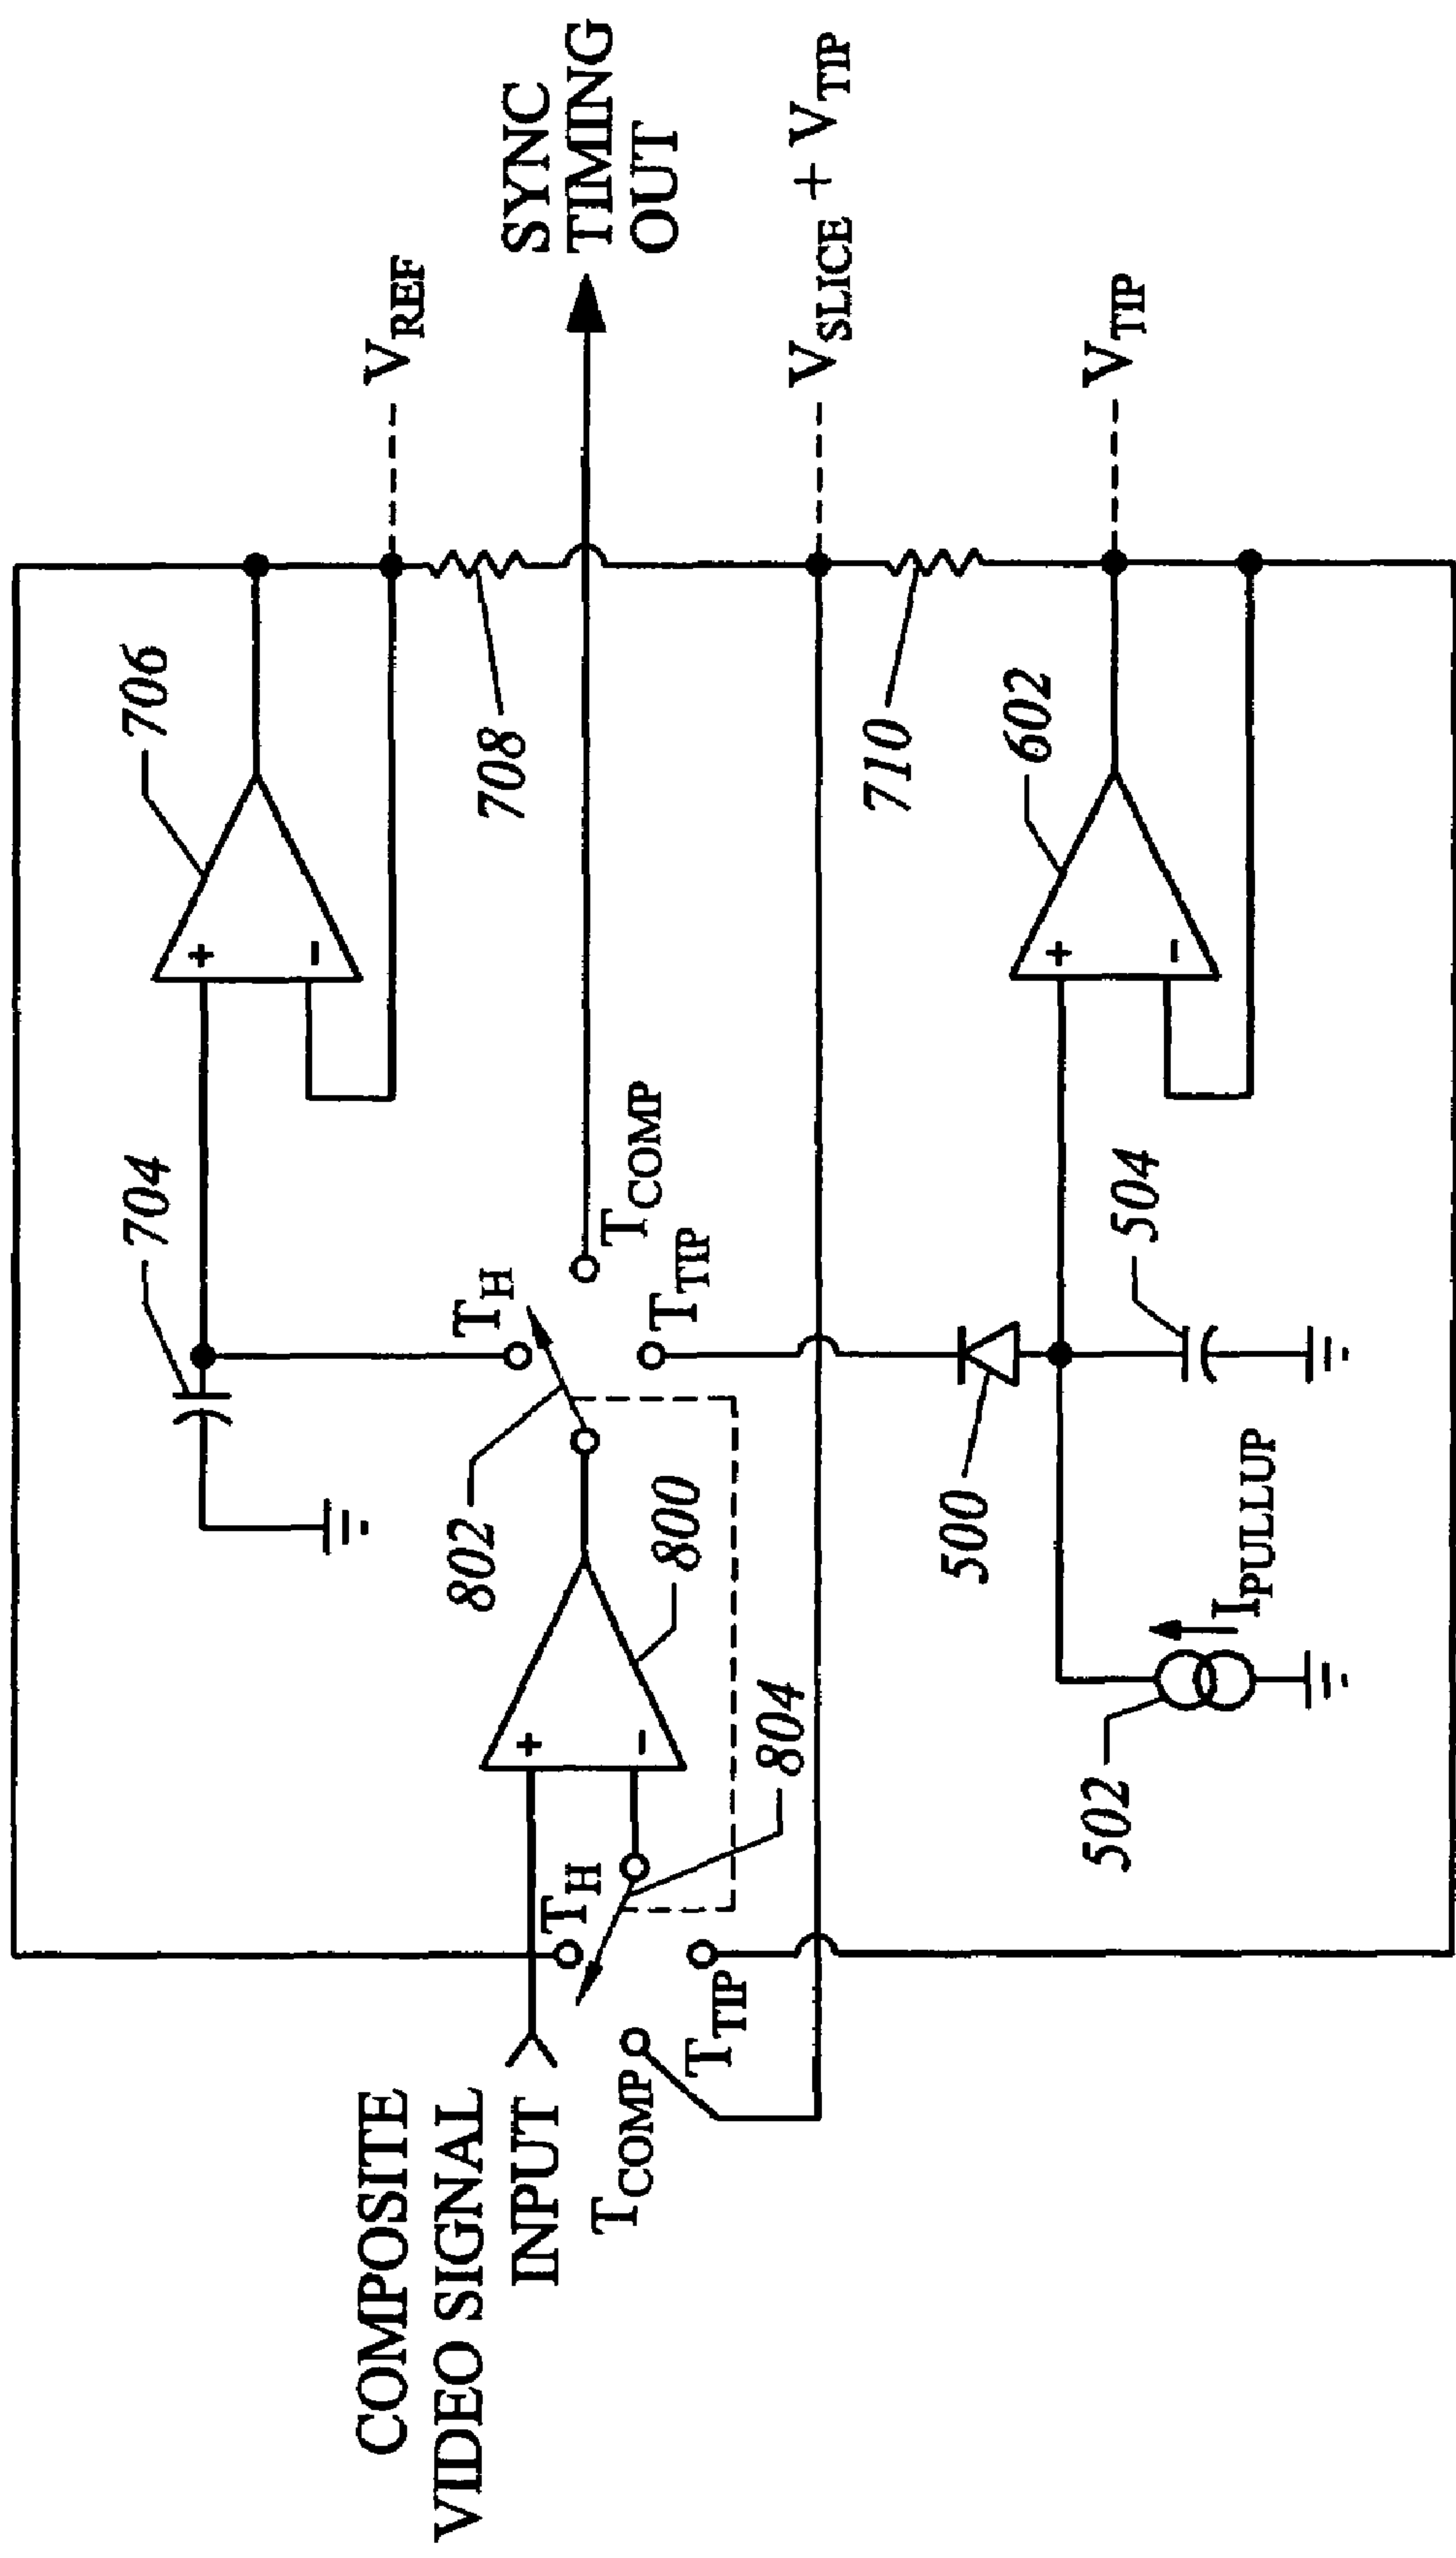 COMPOSITE
VIDEO SIGNAL
INPUT
T_COMP
T_H
T_TIP
804
+
-
800
802
T_H
T_COMP
T_TIP
704
+
-
706
V_REF
708
SYNC
TIMING
OUT
V_SLICE + V_TIP
710
500
502
I_PULLUP
504
+
-
602
V_TIP